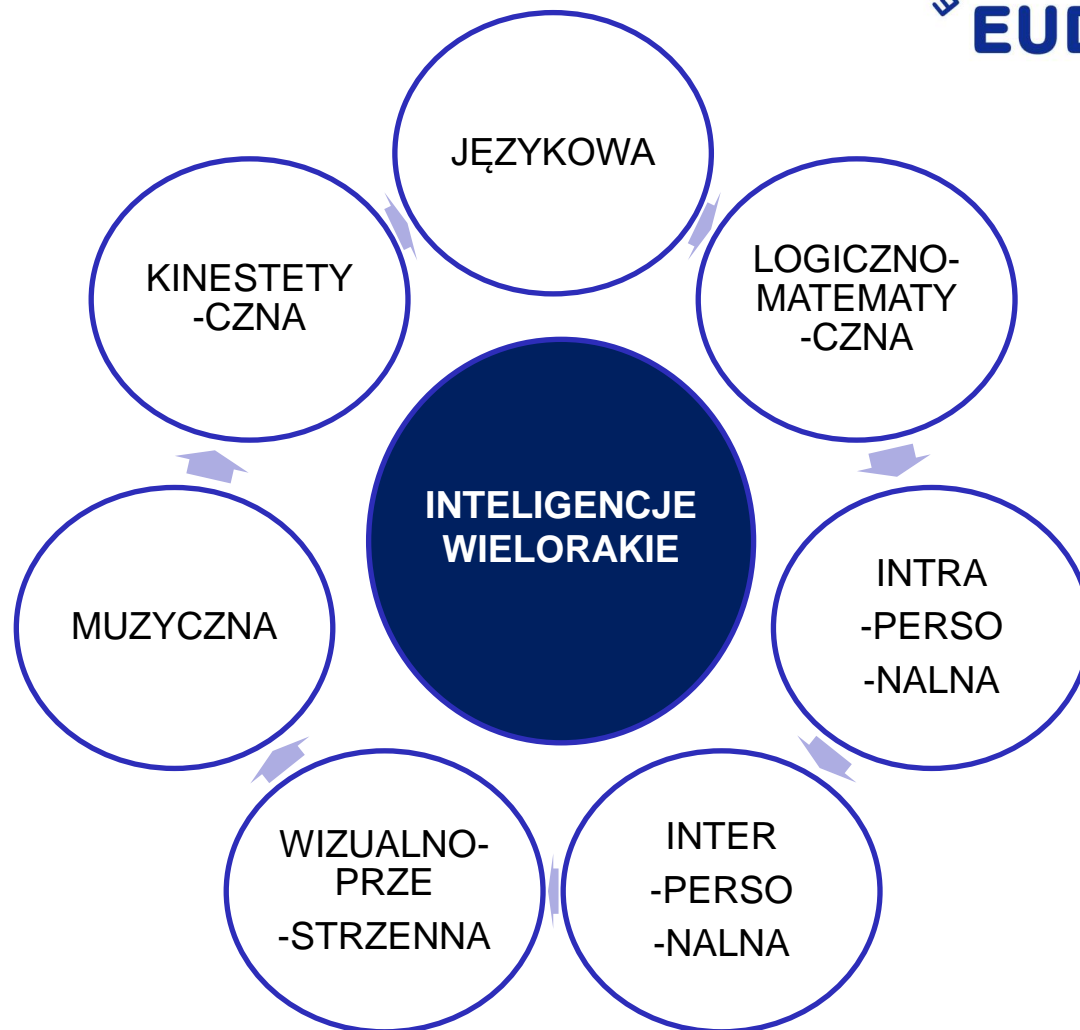 EUD
JĘZYKOWA
LOGICZNO-
MATEMATY
-CZNA
INTRA
-PERSO
-NALNA
INTER
-PERSO
-NALNA
WIZUALNO-
PRZE
-STRZENNA
MUZYCZNA
KINESTETY
-CZNA
INTELIGENCJE
WIELORAKIE